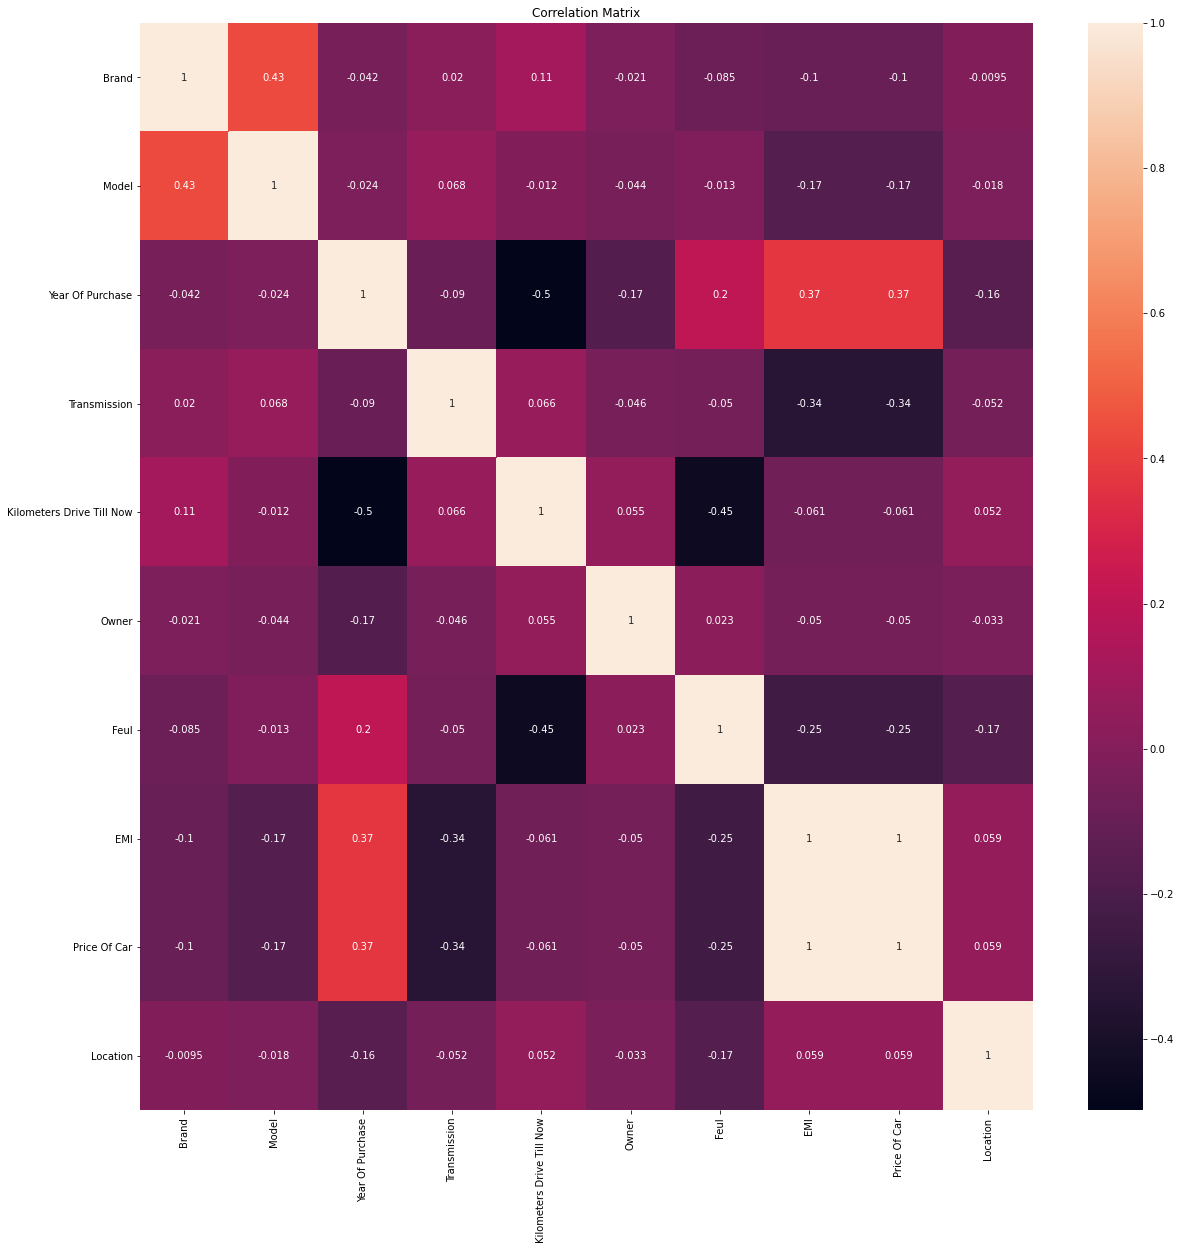 Correlation Matrix
Brand 1 0.43 -0.042 0.02 0.11 -0.021 -0.085 -0.1 -0.1 -0.0095
Model 0.43 1 -0.024 0.068 -0.012 -0.044 -0.013 -0.17 -0.17 -0.018
Year Of Purchase -0.042 -0.024 1 -0.09 -0.5 -0.17 0.2 0.37 0.37 -0.16
Transmission 0.02 0.068 -0.09 1 0.066 -0.046 -0.05 -0.34 -0.34 -0.052
Kilometers Drive Till Now 0.11 -0.012 -0.5 0.066 1 0.055 -0.45 -0.061 -0.061 0.052
Owner -0.021 -0.044 -0.17 -0.046 0.055 1 0.023 -0.05 -0.05 -0.033
Feul -0.085 -0.013 0.2 -0.05 -0.45 0.023 1 -0.25 -0.25 -0.17
EMI -0.1 -0.17 0.37 -0.34 -0.061 -0.05 -0.25 1 1 0.059
Price Of Car -0.1 -0.17 0.37 -0.34 -0.061 -0.05 -0.25 1 1 0.059
Location -0.0095 -0.018 -0.16 -0.052 0.052 -0.033 -0.17 0.059 0.059 1
Brand
Model
Year Of Purchase
Transmission
Kilometers Drive Till Now
Owner
Feul
EMI
Price Of Car
Location
1.0
0.8
0.6
0.4
0.2
0.0
−0.2
−0.4